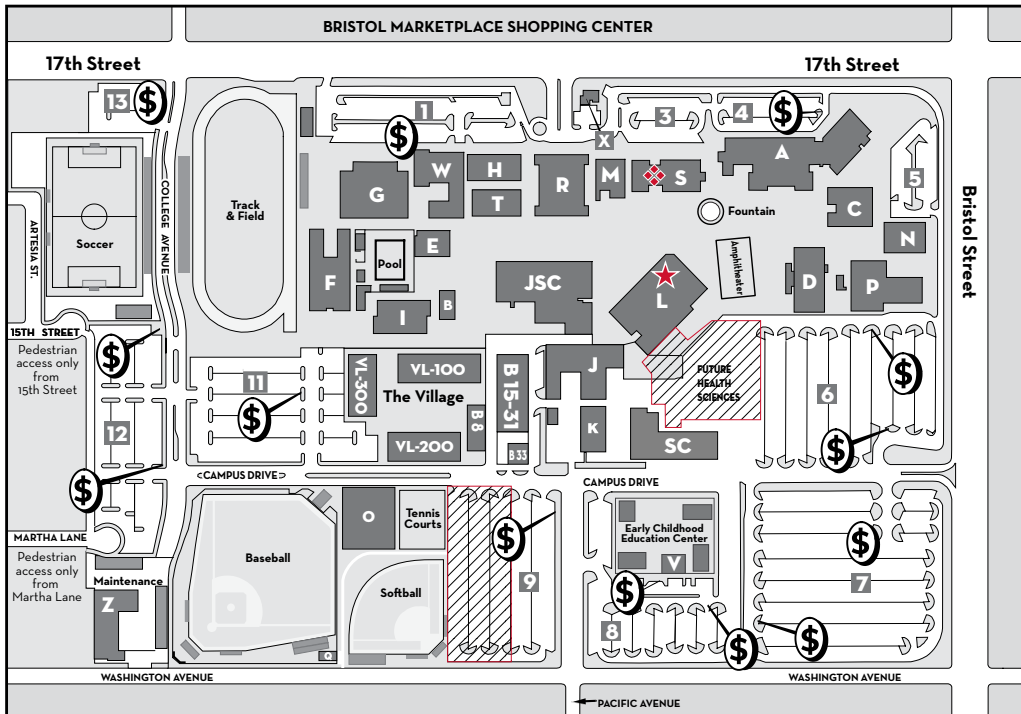 BRISTOL MARKETPLACE SHOPPING CENTER
17th Street
17th Street
13
$
1
$
3
4
$
X
5
A
W
H
G
T
R
M
S
C
N
Bristol Street
COLLEGE AVENUE
ARTESIA ST.
Soccer
Track
& Field
Fountain
Amphitheater
E
Pool
F
B
I
JSC
L
D
P
15TH STREET
Pedestrian
access only
from
15th Street
$
11
$
VL-300
VL-100
The Village
VL-200
B 8
B 15-31
B 33
J
K
FUTURE
HEALTH
SCIENCES
SC
6
$
$
12
$
<CAMPUS DRIVE>
CAMPUS DRIVE
MARTHA LANE
Pedestrian
access only
from
Martha Lane
Maintenance
Z
Baseball
O
Tennis
Courts
Softball
Q
$
9
Early Childhood
Education Center
V
$
8
$
$
7
$
WASHINGTON AVENUE
WASHINGTON AVENUE
PACIFIC AVENUE